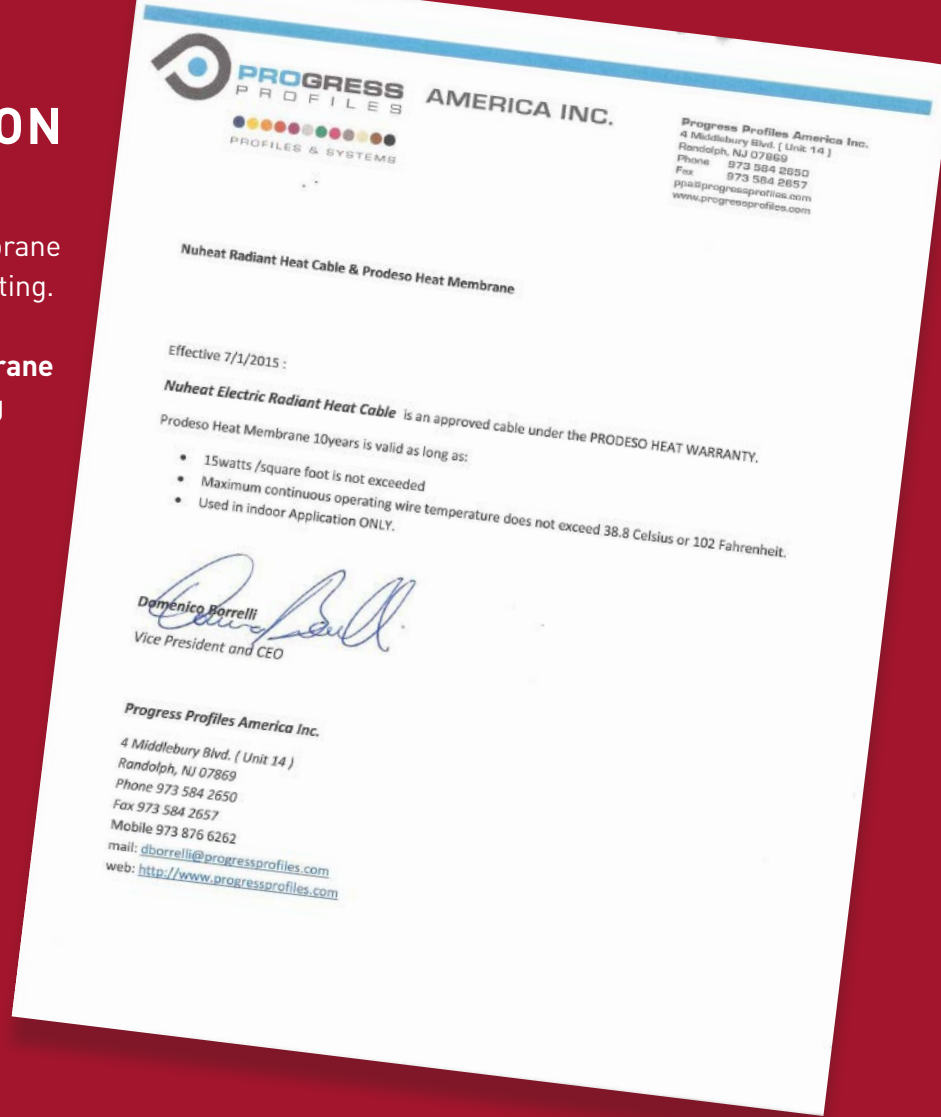 ON
brane
ting.
rane
g
PROGRESS
PROFILES
PROFILES & SYSTEMS
AMERICA INC.
Progress Profiles America Inc.
4 Middlebury Blvd. ( Unit 14 )
Randolph, NJ 07869
Phone 973 584 2650
Fax 973 584 2657
ppa@progressprofiles.com
www.progressprofiles.com
Nuheat Radiant Heat Cable & Prodeso Heat Membrane
Effective 7/1/2015 :
Nuheat Electric Radiant Heat Cable is an approved cable under the PRODESO HEAT WARRANTY.
Prodeso Heat Membrane 10years is valid as long as:
• 15watts /square foot is not exceeded
• Maximum continuous operating wire temperature does not exceed 38.8 Celsius or 102 Fahrenheit.
• Used in indoor Application ONLY.
Domenico Borrelli
Vice President and CEO
Progress Profiles America Inc.
4 Middlebury Blvd. ( Unit 14 )
Randolph, NJ 07869
Phone 973 584 2650
Fax 973 584 2657
Mobile 973 876 6262
mail: dborrelli@progressprofiles.com
web: http://www.progressprofiles.com